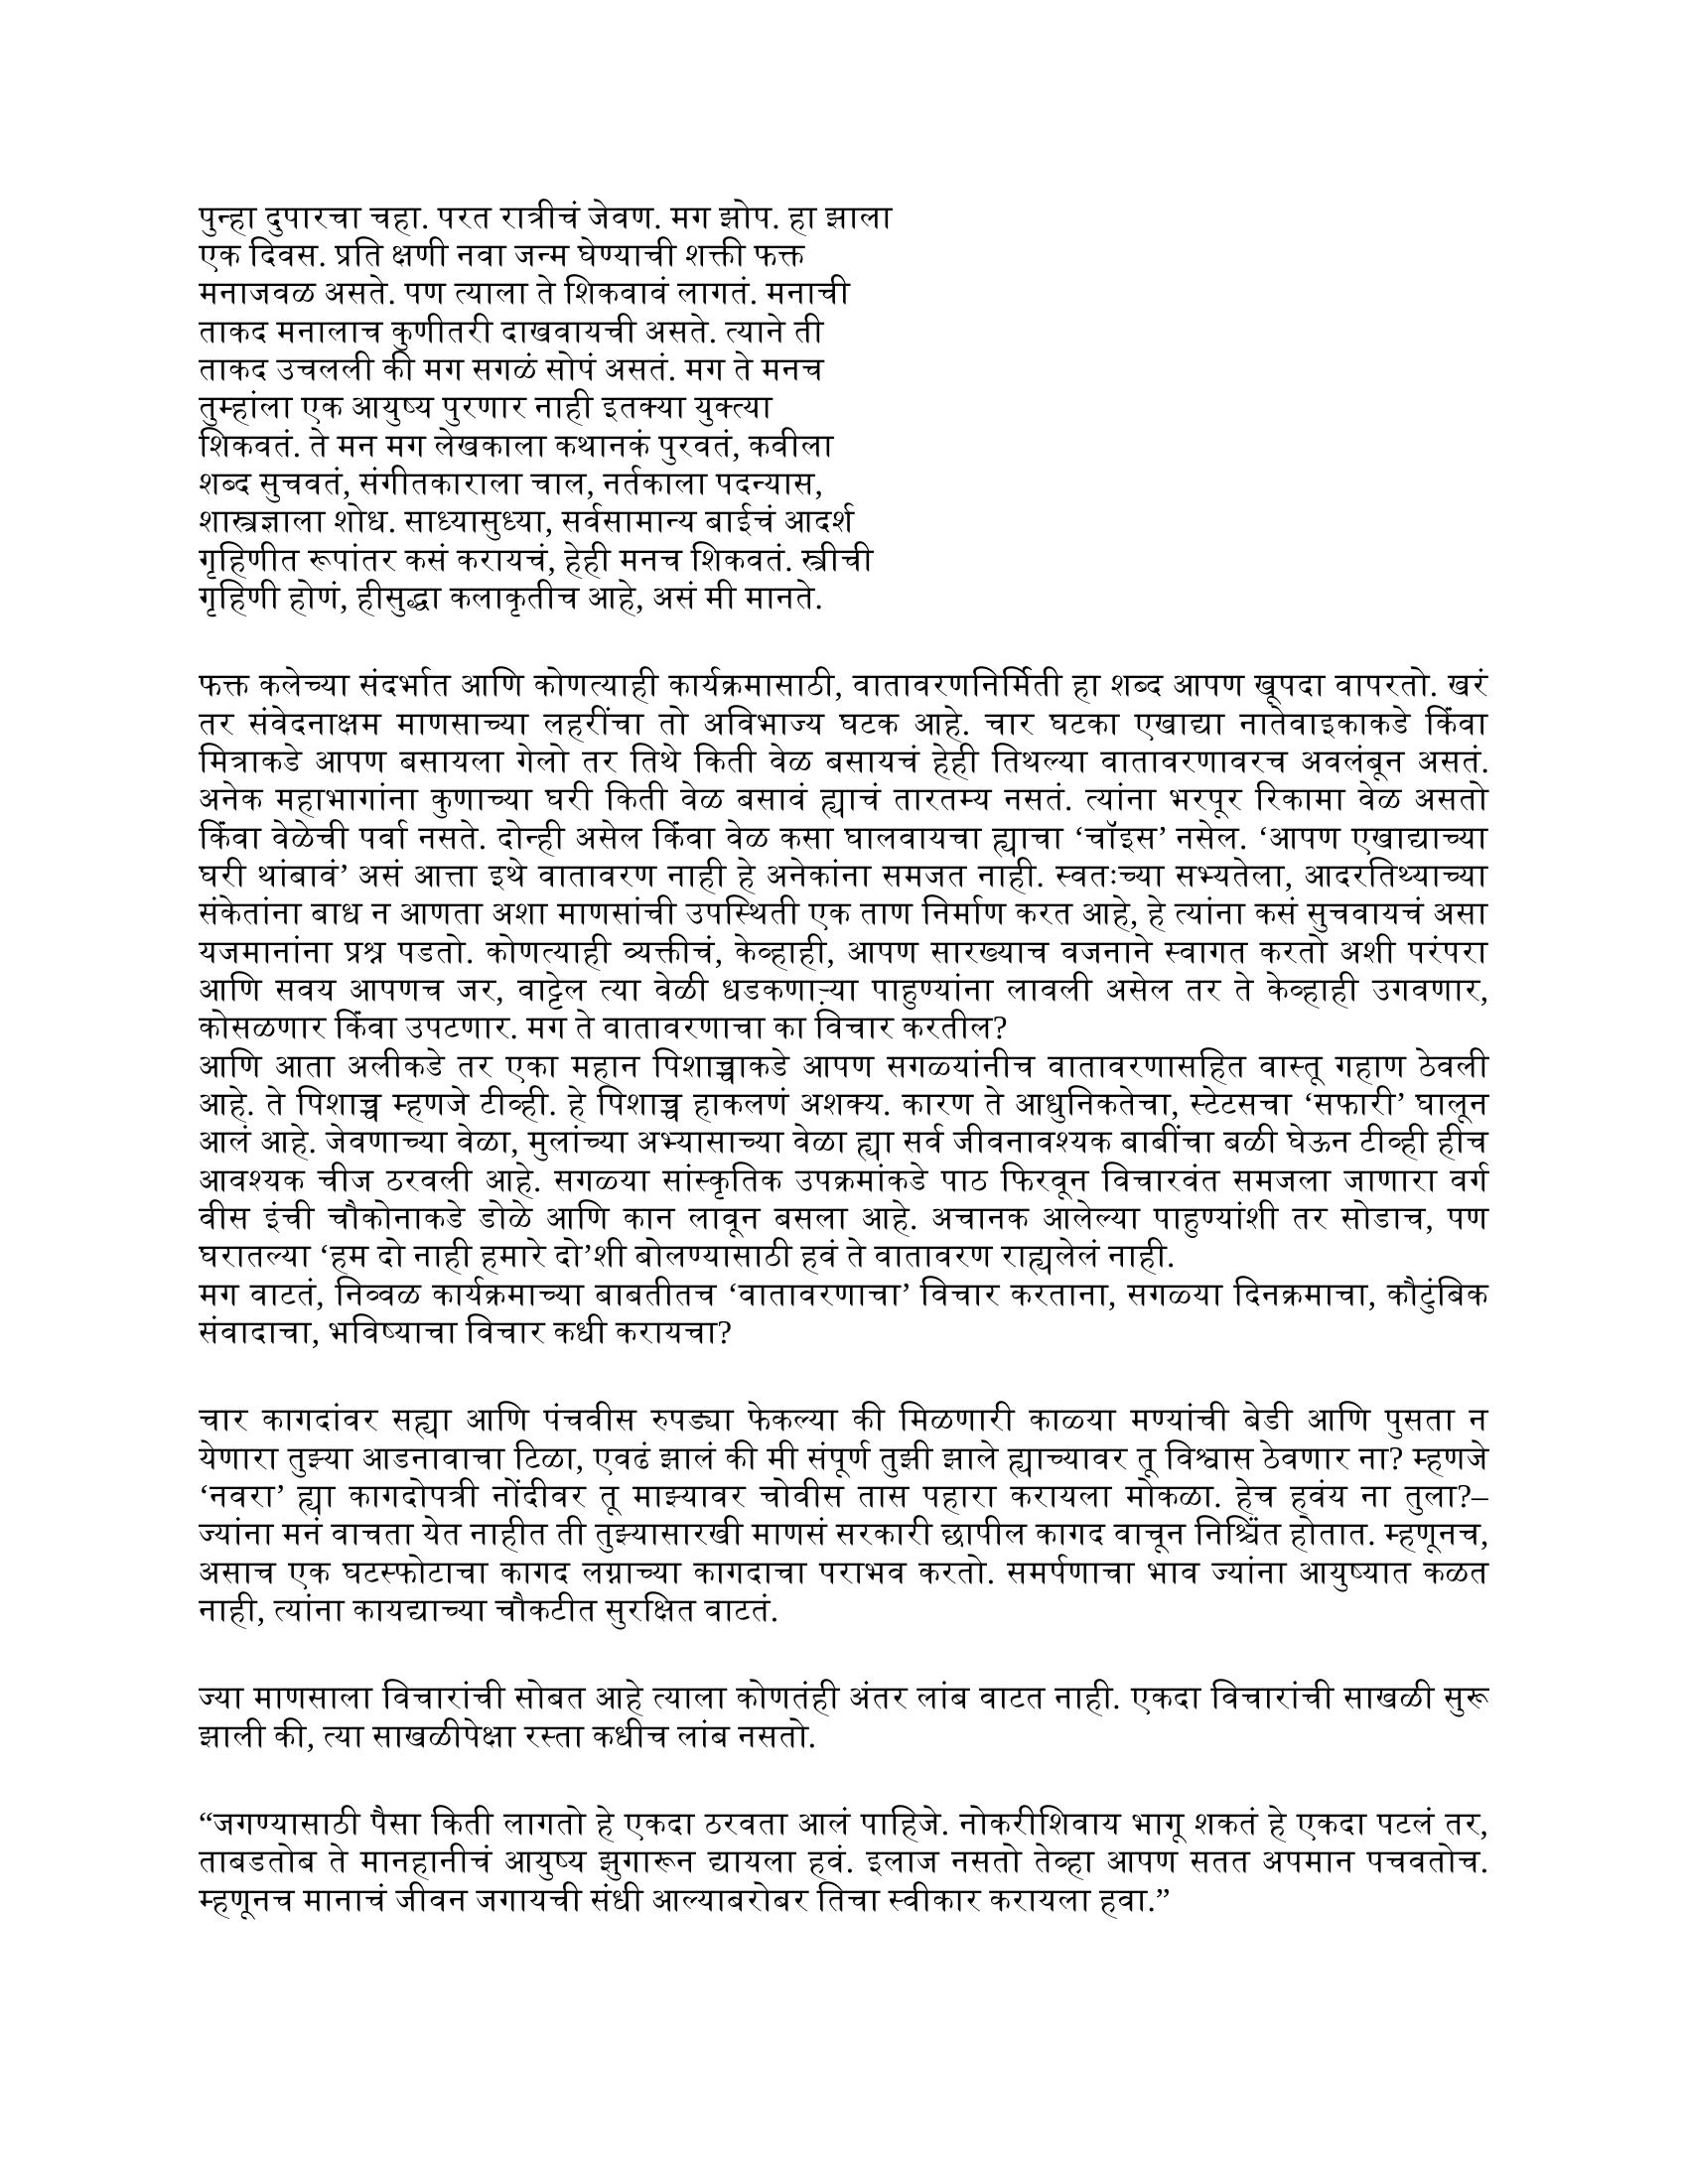 पुन्हा दुपारचा चहा. परत रात्रीचं जेवण. मग झोप. हा झाला
एक दिवस. प्रति क्षणी नवा जन्म घेण्याची शक्ती फक्त
मनाजवळ असते. पण त्याला ते शिकवावं लागतं. मनाची
ताकद मनालाच कुणीतरी दाखवायची असते. त्याने ती
ताकद उचलली की मग सगळं सोपं असतं. मग ते मनच
तुम्हांला एक आयुष्य पुरणार नाही इतक्या युक्त्या
शिकवतं. ते मन मग लेखकाला कथानकं पुरवतं, कवीला
शब्द सुचवतं, संगीतकाराला चाल, नर्तकाला पदन्यास,
शास्त्रज्ञाला शोध. साध्यासुध्या, सर्वसामान्य बाईचं आदर्श
गृहिणीत रूपांतर कसं करायचं, हेही मनच शिकवतं. स्त्रीची
गृहिणी होणं, हीसुद्धा कलाकृतीच आहे, असं मी मानते.
फक्त कलेच्या संदर्भात आणि कोणत्याही कार्यक्रमासाठी, वातावरणनिर्मिती हा शब्द आपण खूपदा वापरतो. खरं
तर संवेदनाक्षम माणसाच्या लहरींचा तो अविभाज्य घटक आहे. चार घटका एखाद्या नातेवाइकाकडे किंवा
मित्राकडे आपण बसायला गेलो तर तिथे किती वेळ बसायचं हेही तिथल्या वातावरणावरच अवलंबून असतं.
अनेक महाभागांना कुणाच्या घरी किती वेळ बसावं ह्याचं तारतम्य नसतं. त्यांना भरपूर रिकामा वेळ असतो
किंवा वेळेची पर्वा नसते. दोन्ही असेल किंवा वेळ कसा घालवायचा ह्याचा ‘चॉइस’ नसेल. ‘आपण एखाद्याच्या
घरी थांबावं’ असं आत्ता इथे वातावरण नाही हे अनेकांना समजत नाही. स्वतःच्या सभ्यतेला, आदरतिथ्याच्या
संकेतांना बाध न आणता अशा माणसांची उपस्थिती एक ताण निर्माण करत आहे, हे त्यांना कसं सुचवायचं असा
यजमानांना प्रश्न पडतो. कोणत्याही व्यक्तीचं, केव्हाही, आपण सारख्याच वजनाने स्वागत करतो अशी परंपरा
आणि सवय आपणच जर, वाट्टेल त्या वेळी धडकणाऱ्या पाहुण्यांना लावली असेल तर ते केव्हाही उगवणार,
कोसळणार किंवा उपटणार. मग ते वातावरणाचा का विचार करतील?
आणि आता अलीकडे तर एका महान पिशाच्चाकडे आपण सगळ्यांनीच वातावरणासहित वास्तू गहाण ठेवली
आहे. ते पिशाच्च म्हणजे टीव्ही. हे पिशाच्च हाकलणं अशक्य. कारण ते आधुनिकतेचा, स्टेटसचा ‘सफारी’ घालून
आलं आहे. जेवणाच्या वेळा, मुलांच्या अभ्यासाच्या वेळा ह्या सर्व जीवनावश्यक बाबींचा बळी घेऊन टीव्ही हीच
आवश्यक चीज ठरवली आहे. सगळ्या सांस्कृतिक उपक्रमांकडे पाठ फिरवून विचारवंत समजला जाणारा वर्ग
वीस इंची चौकोनाकडे डोळे आणि कान लावून बसला आहे. अचानक आलेल्या पाहुण्यांशी तर सोडाच, पण
घरातल्या ‘हम दो नाही हमारे दो’शी बोलण्यासाठी हवं ते वातावरण राह्यलेलं नाही.
मग वाटतं, निव्वळ कार्यक्रमाच्या बाबतीतच ‘वातावरणाचा’ विचार करताना, सगळ्या दिनक्रमाचा, कौटुंबिक
संवादाचा, भविष्याचा विचार कधी करायचा?
चार कागदांवर सह्या आणि पंचवीस रुपड्या फेकल्या की मिळणारी काळ्या मण्यांची बेडी आणि पुसता न
येणारा तुझ्या आडनावाचा टिळा, एवढं झालं की मी संपूर्ण तुझी झाले ह्याच्यावर तू विश्वास ठेवणार ना? म्हणजे
‘नवरा’ ह्या कागदोपत्री नोंदीवर तू माझ्यावर चोवीस तास पहारा करायला मोकळा. हेच हवंय ना तुला?–
ज्यांना मनं वाचता येत नाहीत ती तुझ्यासारखी माणसं सरकारी छापील कागद वाचून निश्चिंत होतात. म्हणूनच,
असाच एक घटस्फोटाचा कागद लग्नाच्या कागदाचा पराभव करतो. समर्पणाचा भाव ज्यांना आयुष्यात कळत
नाही, त्यांना कायद्याच्या चौकटीत सुरक्षित वाटतं.
ज्या माणसाला विचारांची सोबत आहे त्याला कोणतंही अंतर लांब वाटत नाही. एकदा विचारांची साखळी सुरू
झाली की, त्या साखळीपेक्षा रस्ता कधीच लांब नसतो.
“जगण्यासाठी पैसा किती लागतो हे एकदा ठरवता आलं पाहिजे. नोकरीशिवाय भागू शकतं हे एकदा पटलं तर,
ताबडतोब ते मानहानीचं आयुष्य झुगारून द्यायला हवं. इलाज नसतो तेव्हा आपण सतत अपमान पचवतोच.
म्हणूनच मानाचं जीवन जगायची संधी आल्याबरोबर तिचा स्वीकार करायला हवा.”